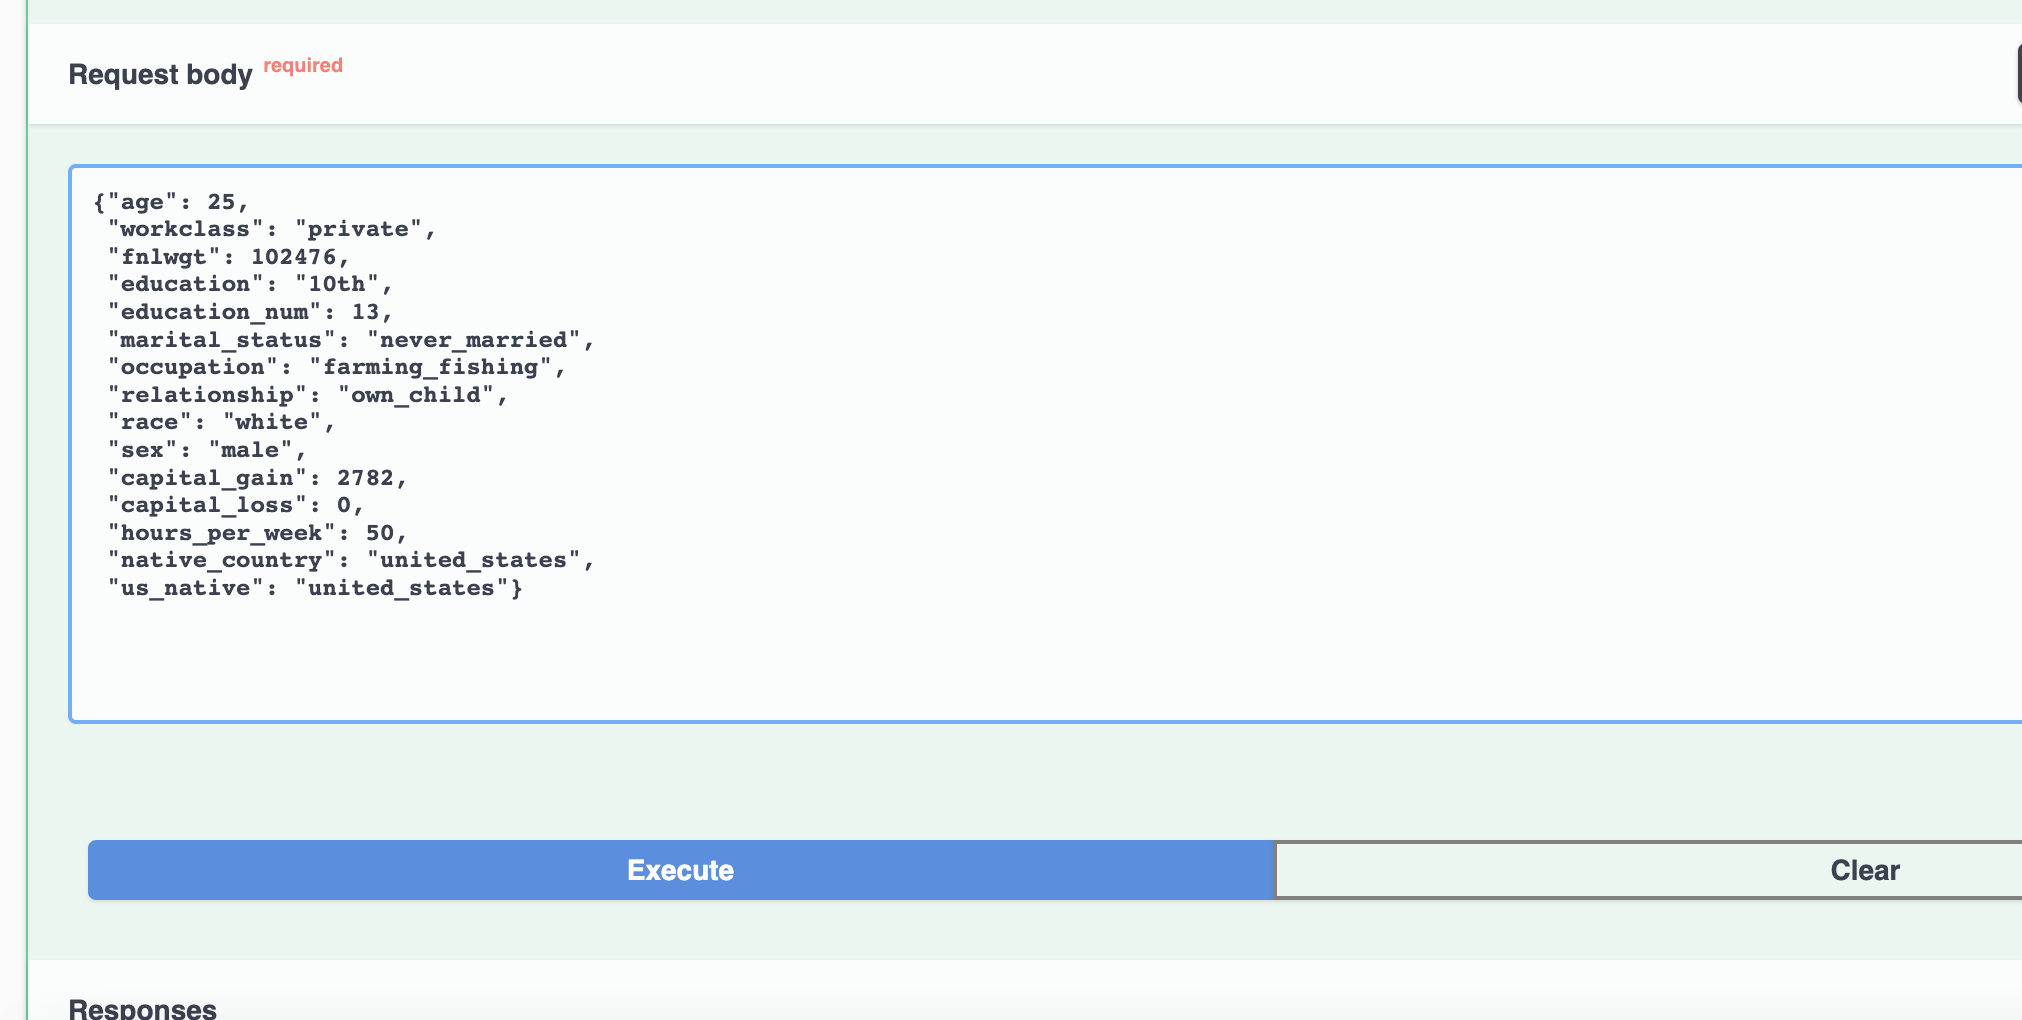 Request body required
{"age": 25,
"workclass": "private",
"fnlwgt": 102476,
"education": "10th",
"education_num": 13,
"marital_status": "never_married",
"occupation": "farming_fishing",
"relationship": "own_child",
"race": "white",
"sex": "male",
"capital_gain": 2782,
"capital_loss": 0,
"hours_per_week": 50,
"native_country": "united_states",
"us_native": "united_states"}
Execute Clear
Responses